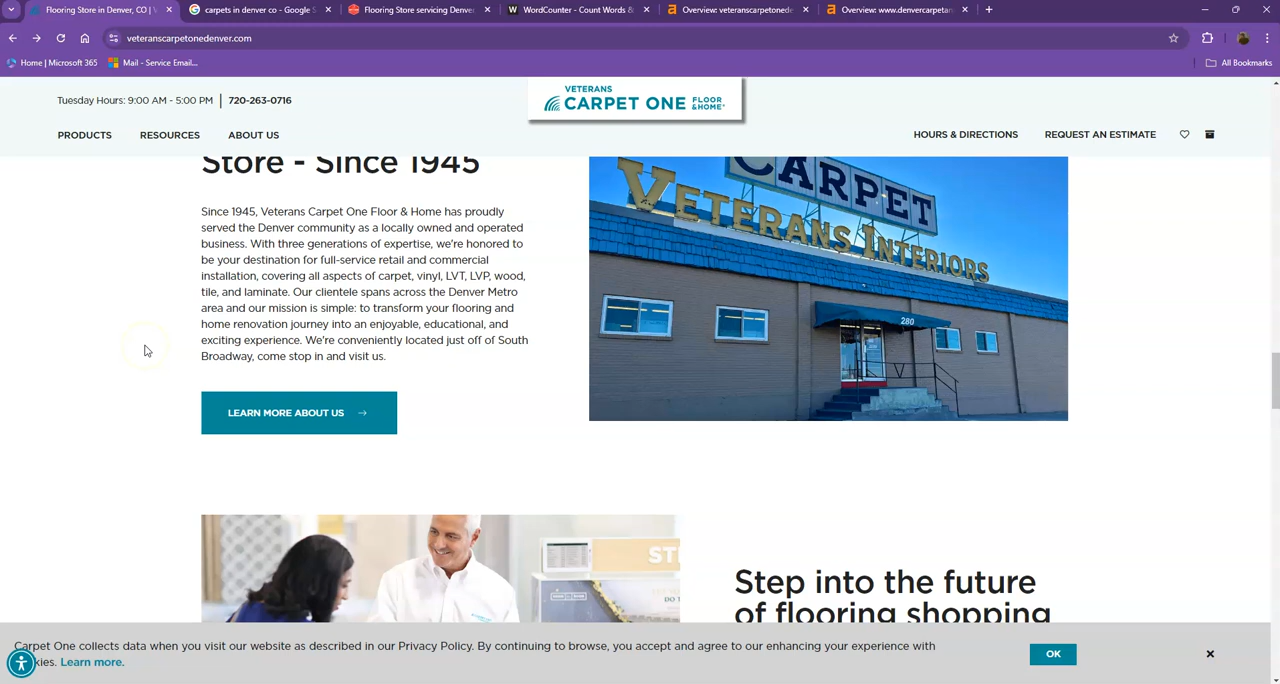 Flooring Store in Denver, CO |
carpets in denver co - Google S
Flooring Store servicing Denve
WordCounter - Count Words &
Overview: veteranscarpetoned
Overview: www.denvercarpetar
veteranscarpetonedenver.com
Home | Microsoft 365
Mail - Service Email...
All Bookmarks
Tuesday Hours: 9:00 AM - 5:00 PM | 720-263-0716
VETERANS
CARPET ONE FLOOR & HOME
PRODUCTS RESOURCES ABOUT US
HOURS & DIRECTIONS REQUEST AN ESTIMATE
Store - Since 1945
Since 1945, Veterans Carpet One Floor & Home has proudly
served the Denver community as a locally owned and operated
business. With three generations of expertise, we're honored to
be your destination for full-service retail and commercial
installation, covering all aspects of carpet, vinyl, LVT, LVP, wood,
tile, and laminate. Our clientele spans across the Denver Metro
area and our mission is simple: to transform your flooring and
home renovation journey into an enjoyable, educational, and
exciting experience. We're conveniently located just off of South
Broadway, come stop in and visit us.
LEARN MORE ABOUT US
CARPET
VETERANS INTERIORS
280
Step into the future
of flooring shopping
Carpet One collects data when you visit our website as described in our Privacy Policy. By continuing to browse, you accept and agree to our enhancing your experience with
kies. Learn more.
OK